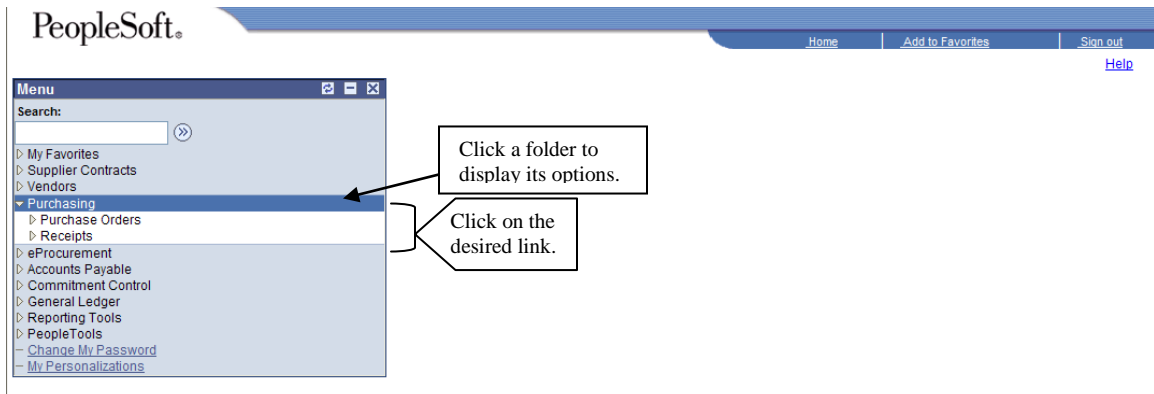 PeopleSoft®
Home
Add to Favorites
Sign out
Help
Menu
Search:
My Favorites
Supplier Contracts
Vendors
Purchasing
Purchase Orders
Receipts
eProcurement
Accounts Payable
Commitment Control
General Ledger
Reporting Tools
PeopleTools
Change My Password
My Personalizations
Click a folder to
display its options.
Click on the
desired link.